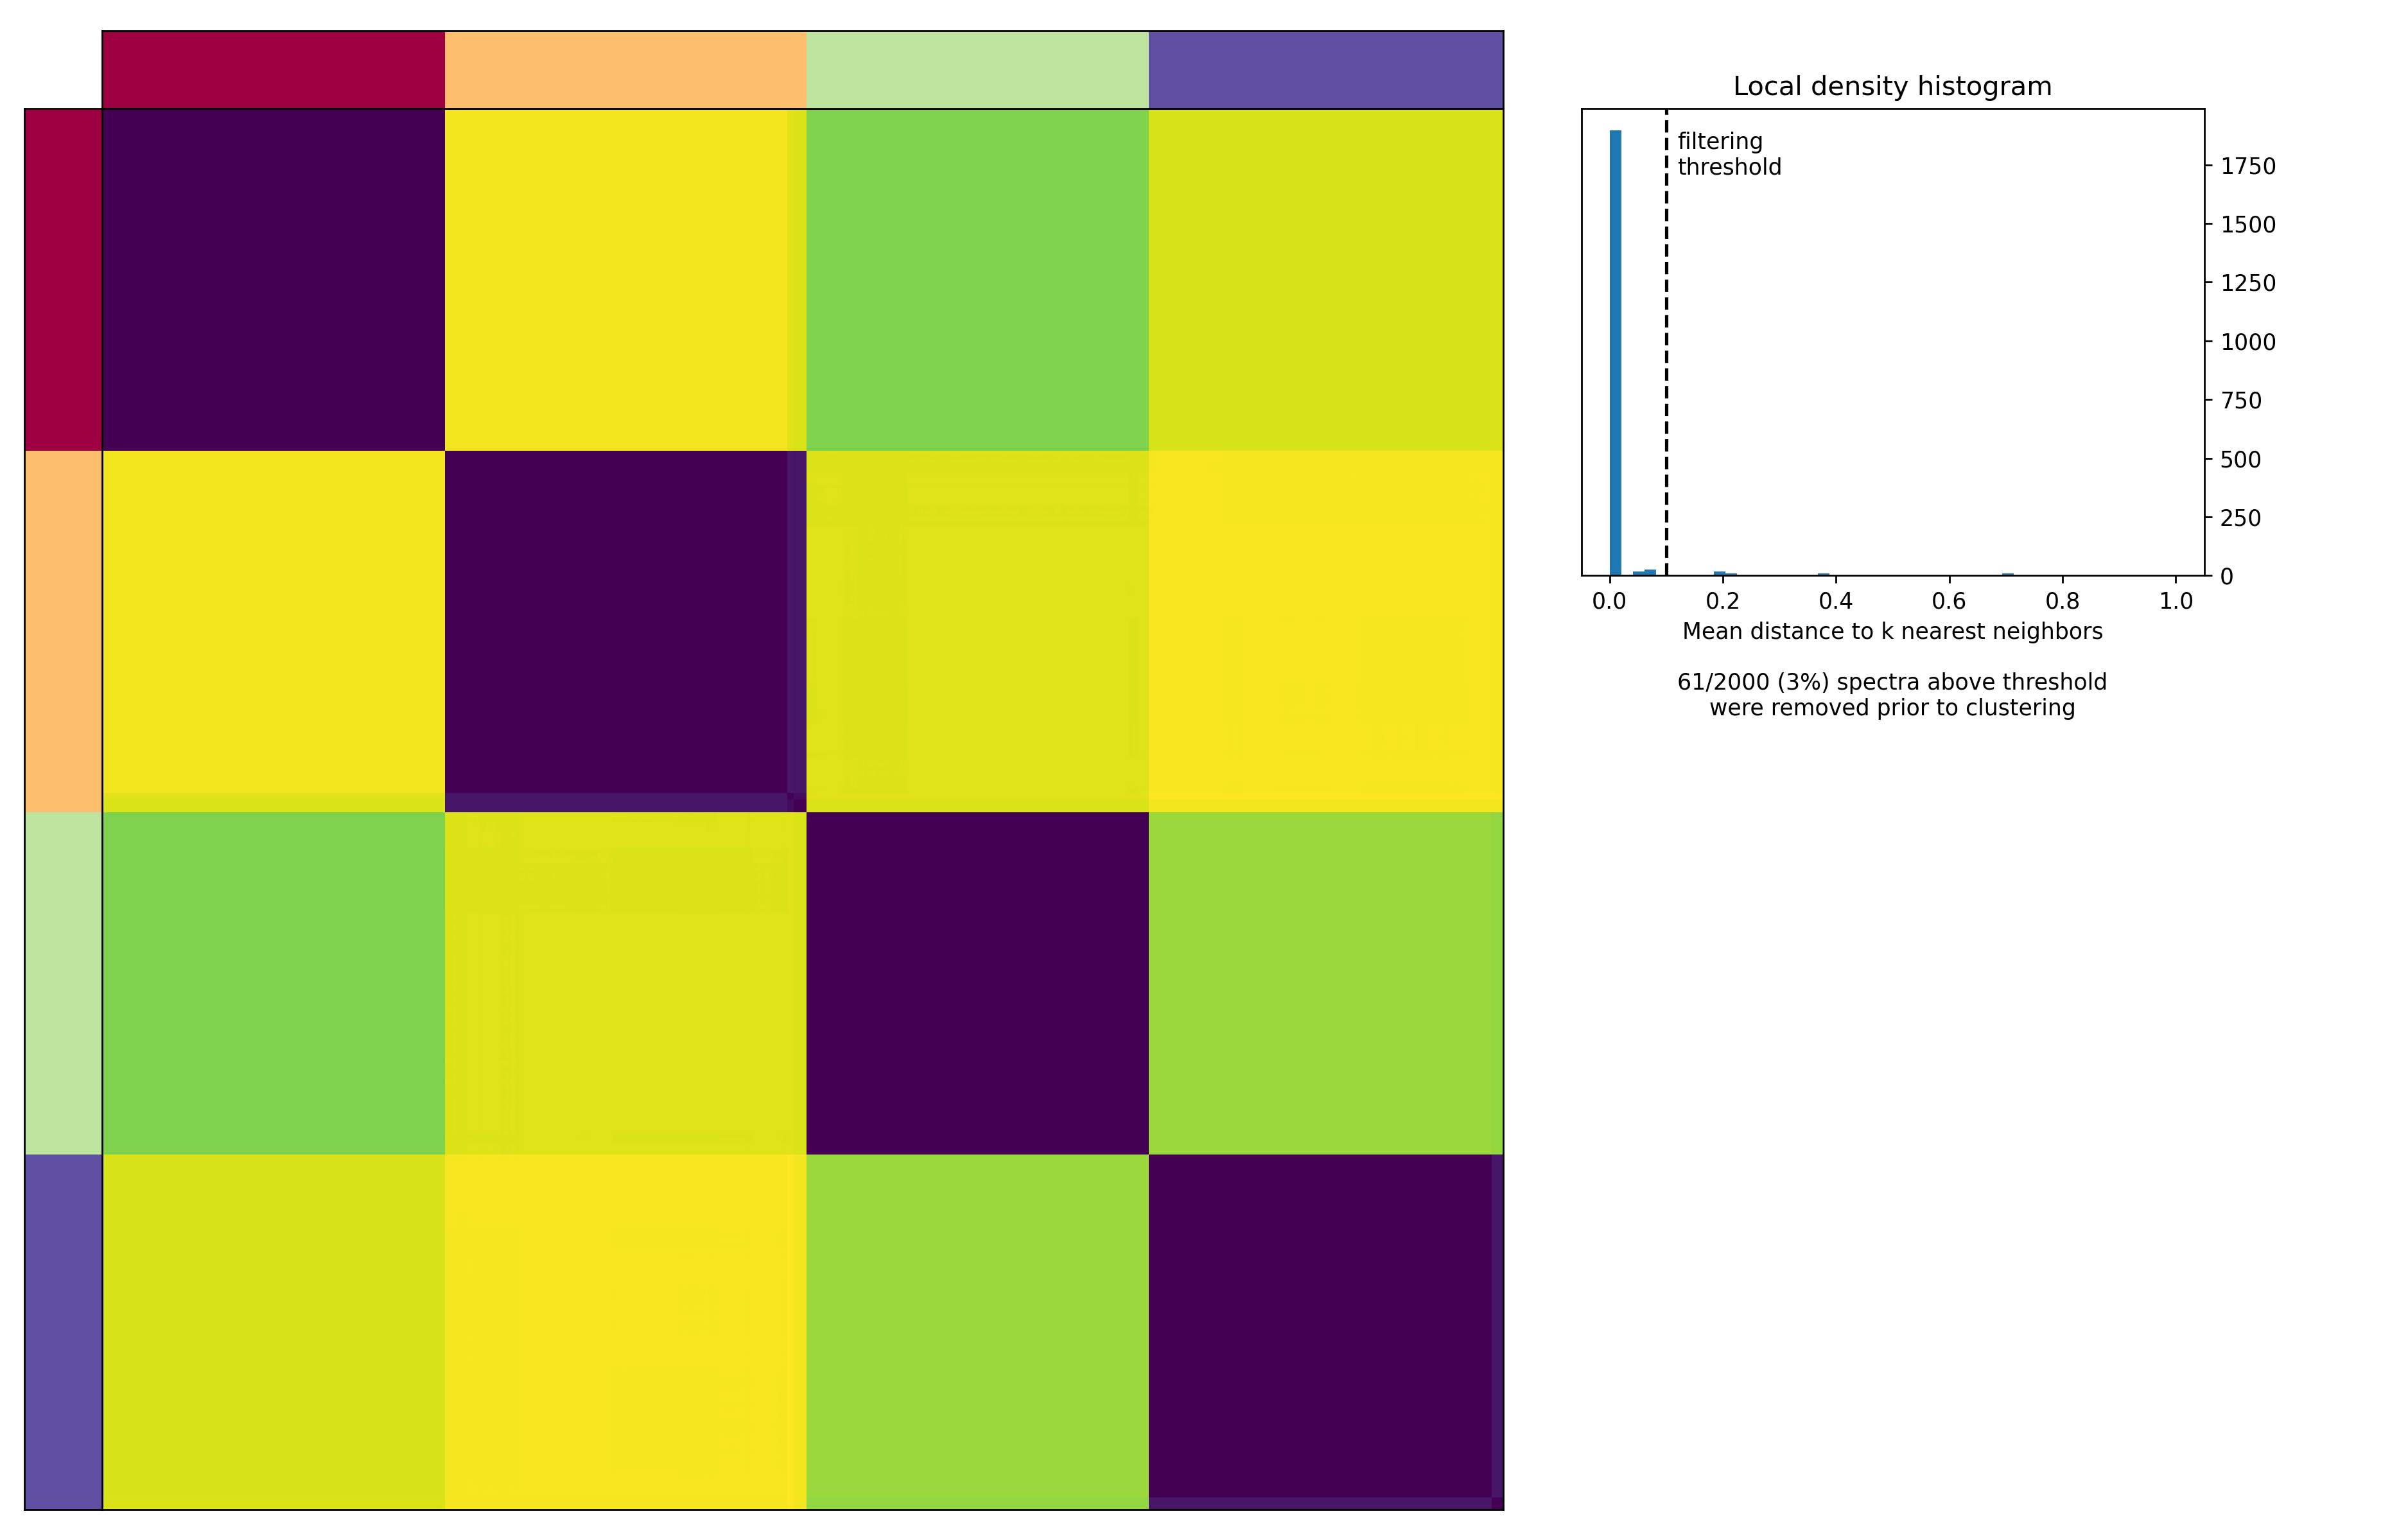 Local density histogram
filtering
threshold
1750
1500
1250
1000
750
500
250
0
0.0 0.2 0.4 0.6 0.8 1.0
Mean distance to k nearest neighbors
61/2000 (3%) spectra above threshold
were removed prior to clustering